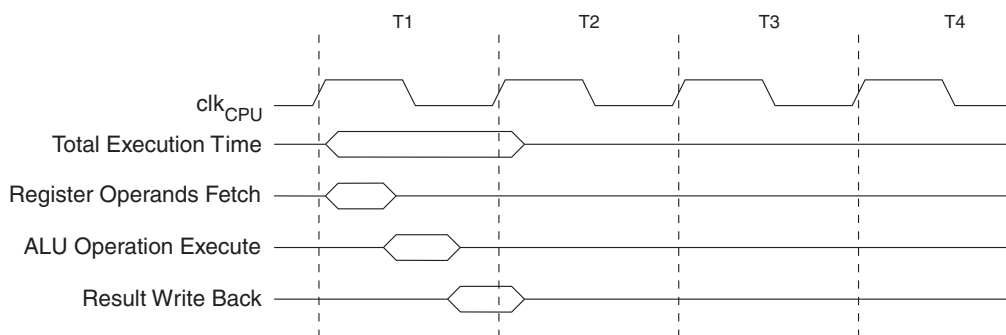 T1 T2 T3 T4
clkCPU
Total Execution Time
Register Operands Fetch
ALU Operation Execute
Result Write Back